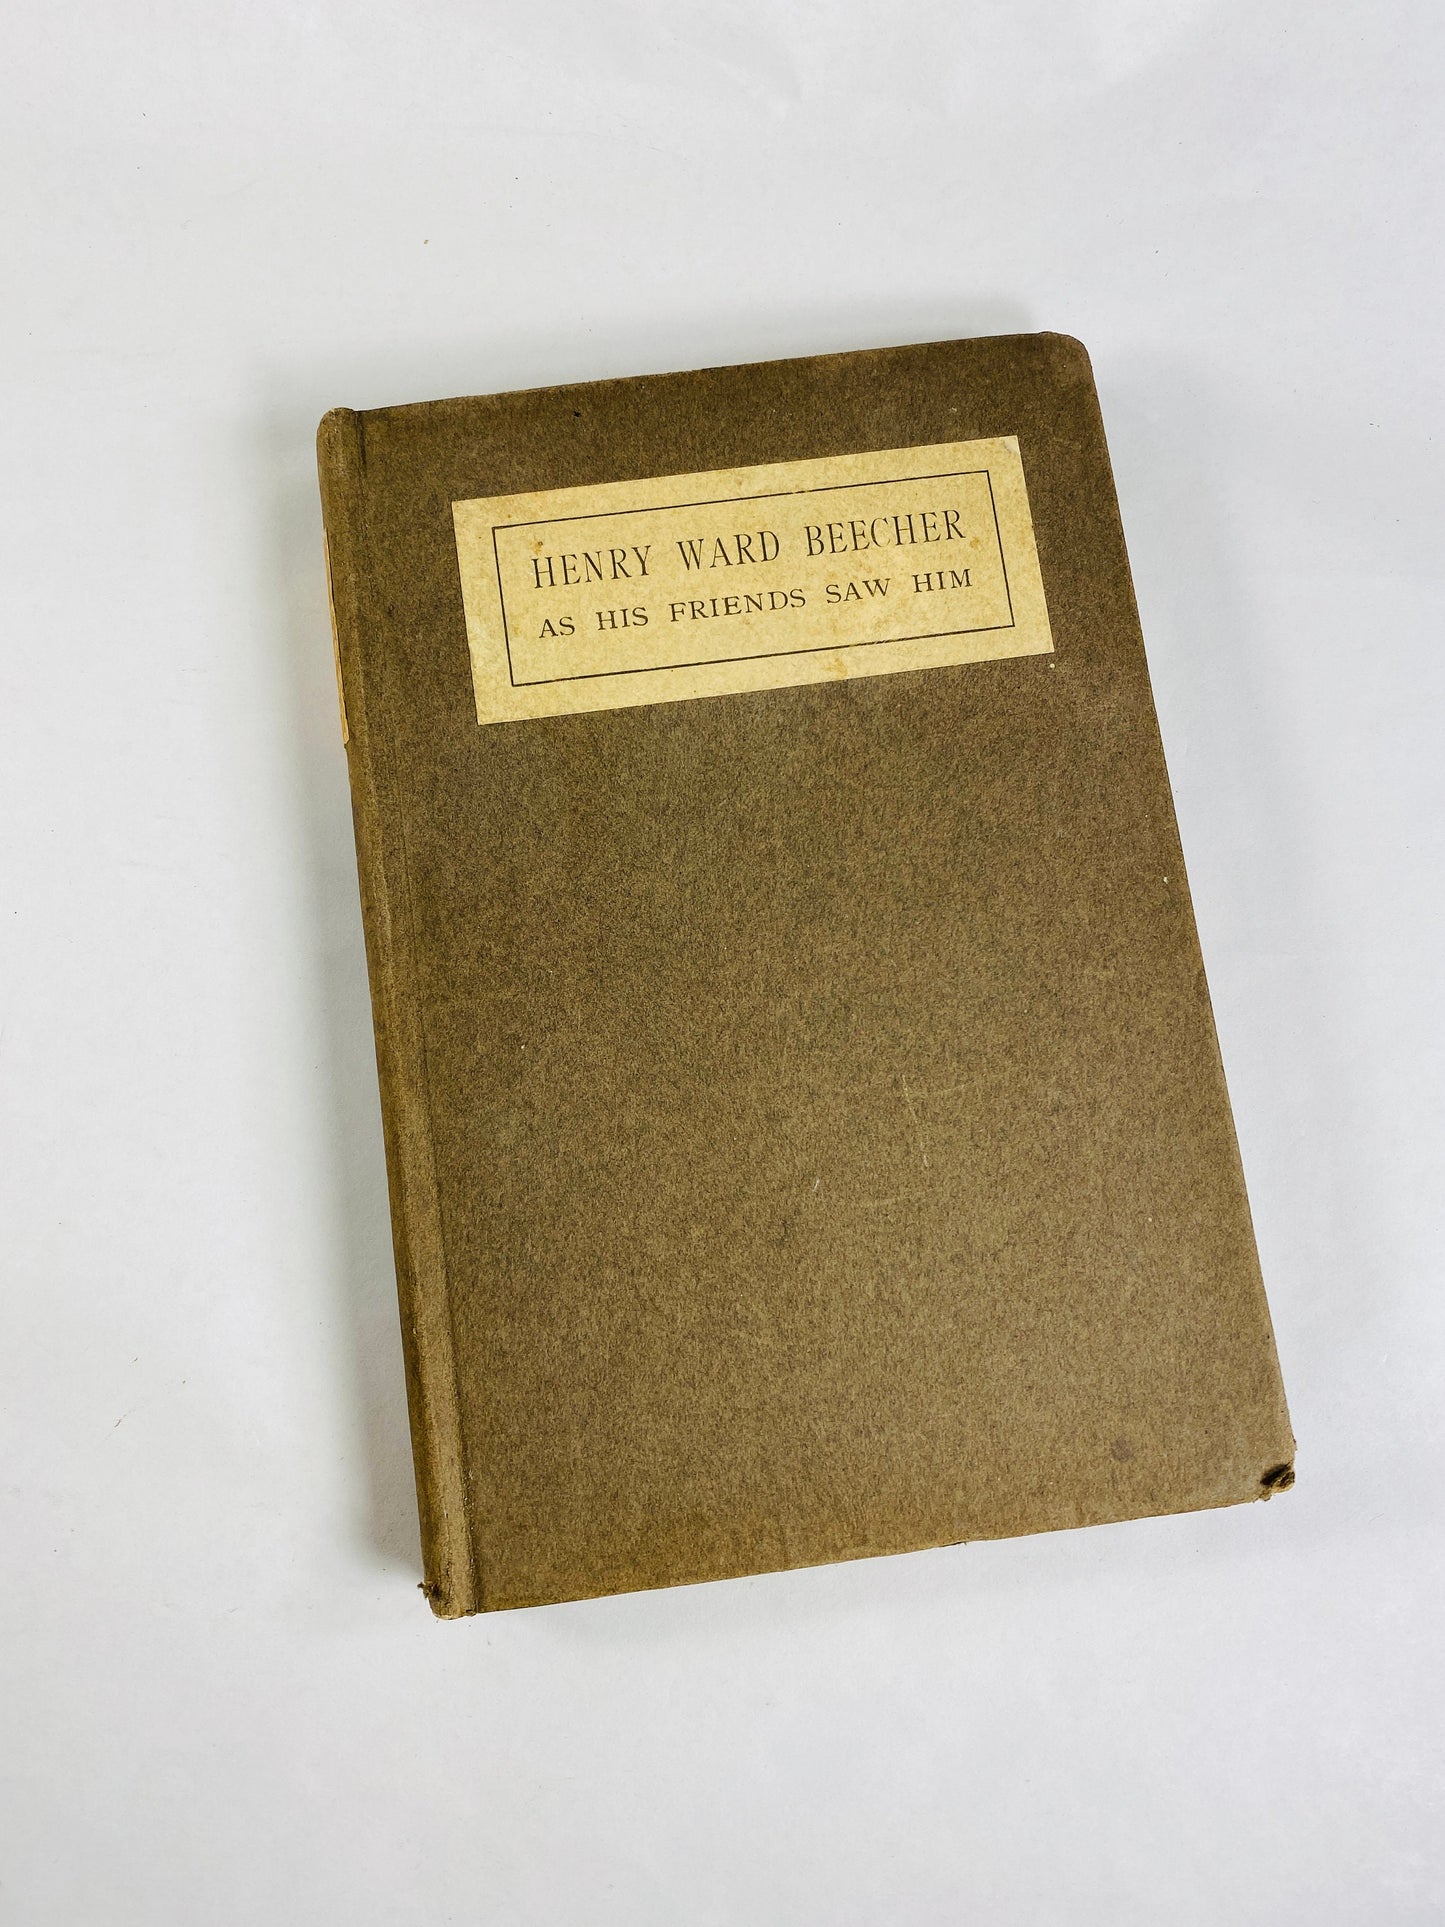 HENRY WARD BEECHER
AS HIS FRIENDS SAW HIM